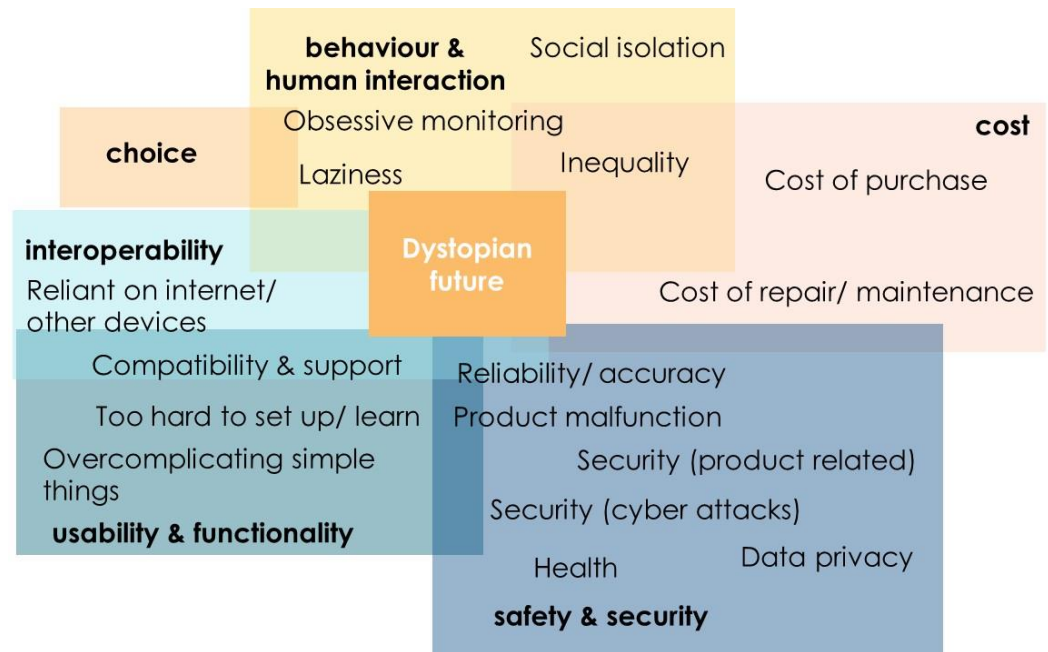 behaviour &
human interaction
Social isolation
Obsessive monitoring
Laziness
Inequality
choice
cost
Cost of purchase
Cost of repair/ maintenance
Dystopian
future
interoperability
Reliant on internet/
other devices
Compatibility & support
Too hard to set up/ learn
Overcomplicating simple
things
usability & functionality
Reliability/ accuracy
Product malfunction
Security (product related)
Security (cyber attacks)
Health
Data privacy
safety & security